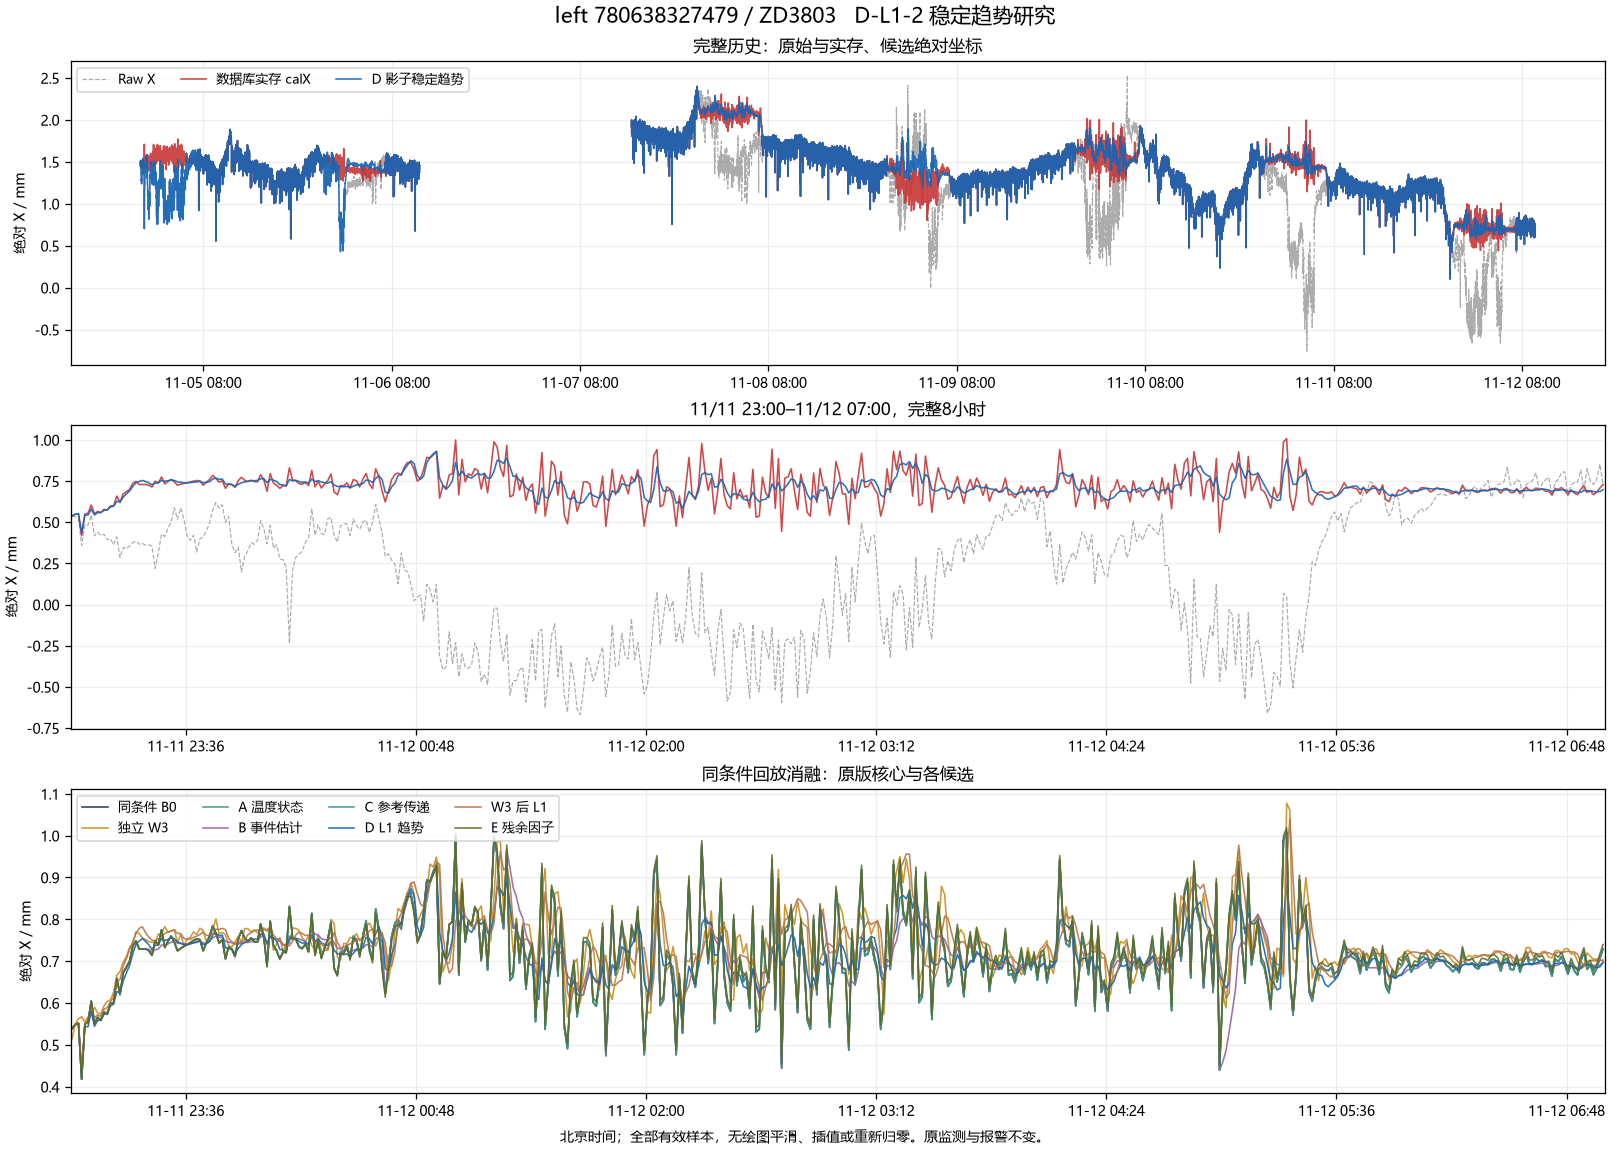 left 780638327479 / ZD3803   D-L1-2 稳定趋势研究
完整历史：原始与实存、候选绝对坐标
Raw X
数据库实存 calX
D 影子稳定趋势
绝对 X / mm
2.5
2.0
1.5
1.0
0.5
0.0
-0.5
11-05 08:00
11-06 08:00
11-07 08:00
11-08 08:00
11-09 08:00
11-10 08:00
11-11 08:00
11-12 08:00
11/11 23:00–11/12 07:00，完整8小时
绝对 X / mm
1.00
0.75
0.50
0.25
0.00
-0.25
-0.50
-0.75
11-11 23:36
11-12 00:48
11-12 02:00
11-12 03:12
11-12 04:24
11-12 05:36
11-12 06:48
同条件回放消融：原版核心与各候选
同条件 B0
A 温度状态
C 参考传递
W3 后 L1
独立 W3
B 事件估计
D L1 趋势
E 残余因子
绝对 X / mm
1.1
1.0
0.9
0.8
0.7
0.6
0.5
0.4
11-11 23:36
11-12 00:48
11-12 02:00
11-12 03:12
11-12 04:24
11-12 05:36
11-12 06:48
北京时间；全部有效样本，无绘图平滑、插值或重新归零。原监测与报警不变。